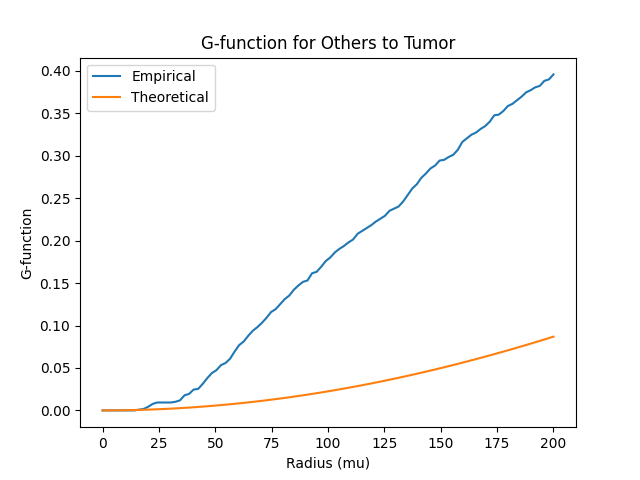 G-function for Others to Tumor
Empirical
Theoretical
0.40
0.35
0.30
0.25
0.20
0.15
0.10
0.05
0.00
G-function
0 25 50 75 100 125 150 175 200
Radius (mu)